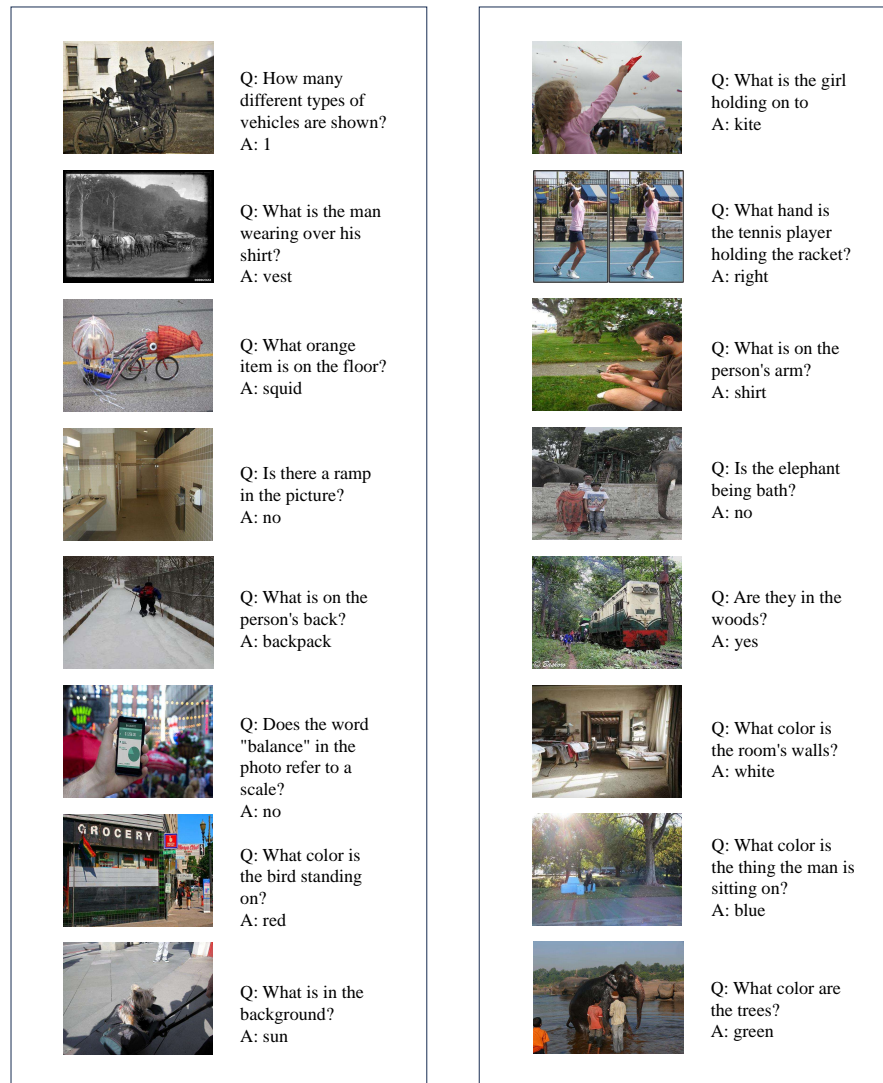 Q: How many
different types of
vehicles are shown?
A: 1
Q: What is the man
wearing over his
shirt?
A: vest
Q: What orange
item is on the floor?
A: squid
Q: Is there a ramp
in the picture?
A: no
Q: What is on the
person's back?
A: backpack
Q: Does the word
"balance" in the
photo refer to a
scale?
A: no
GROCERY
Q: What color is
the bird standing
on?
A: red
Q: What is in the
background?
A: sun
Q: What is the girl
holding on to
A: kite
Q: What hand is
the tennis player
holding the racket?
A: right
Q: What is on the
person's arm?
A: shirt
Q: Is the elephant
being bath?
A: no
Q: Are they in the
woods?
A: yes
© Baskoro
Q: What color is
the room's walls?
A: white
Q: What color is
the thing the man is
sitting on?
A: blue
Q: What color are
the trees?
A: green